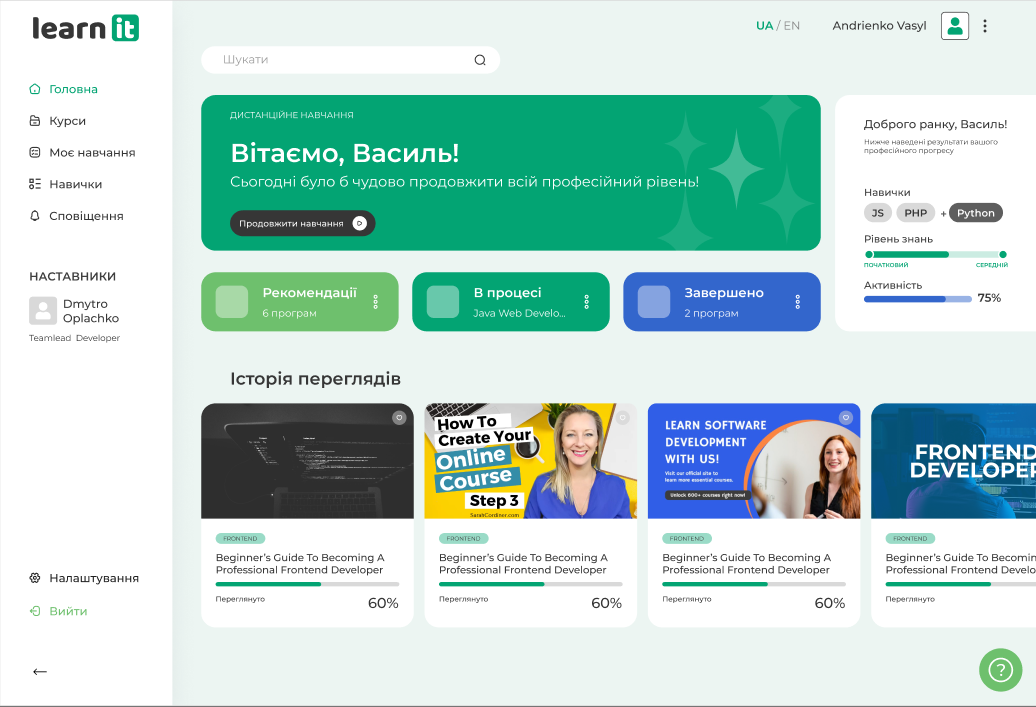 learn it
UA / EN
Andrienko Vasyl
Шукати
Головна
Курси
Моє навчання
Навички
Сповіщення
НАСТАВНИКИ
Dmytro
Oplachko
Teamlead Developer
Налаштування
Вийти
ДИСТАНЦІЙНЕ НАВЧАННЯ
Вітаємо, Василь!
Сьогодні було б чудово продовжити всій професійний рівень!
Продовжити навчання
Доброго ранку, Василь!
Нижче наведені результати вашого
професійного прогресу
Навички
JS PHP + Python
Рівень знань
ПОЧАТКОВИЙ СЕРЕДНІЙ
Активність
75%
Рекомендації
6 програм
В процесі
Java Web Develo...
Завершено
2 програм
Історія переглядів
FRONTEND
Beginner's Guide To Becoming A
Professional Frontend Developer
Переглянуто
60%
How To
Create Your
Online
Course
Step 3
SarahCordiner.com
FRONTEND
Beginner's Guide To Becoming A
Professional Frontend Developer
Переглянуто
60%
LEARN SOFTWARE
DEVELOPMENT
WITH US!
Visit our official site to
learn more essential courses.
Unlock 600+ courses right now!
FRONTEND
Beginner's Guide To Becoming A
Professional Frontend Developer
Переглянуто
60%
FRONTEND
DEVELOPER
FRONTEND
Beginner's Guide To Becoming
Professional Frontend Develo
Переглянуто
?